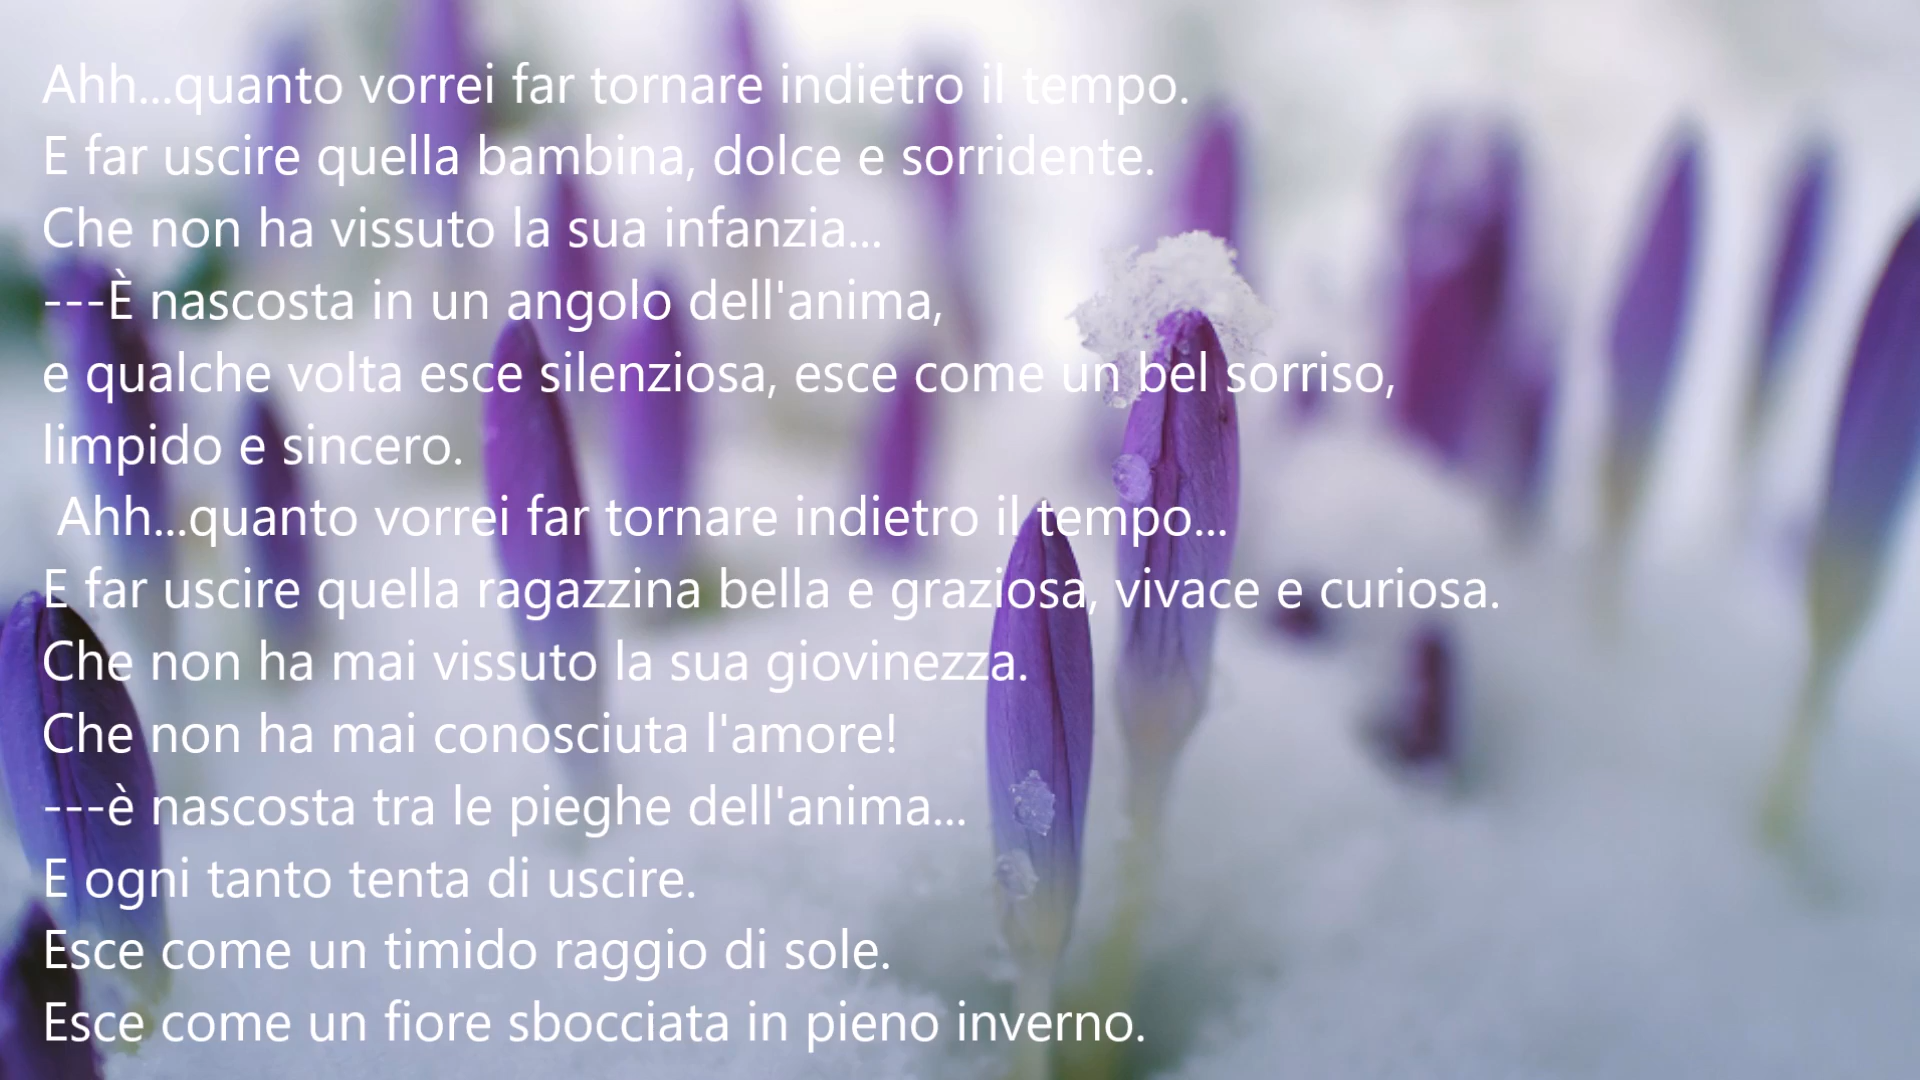 Ahh...quanto vorrei far tornare indietro il tempo.
E far uscire quella bambina, dolce e sorridente.
Che non ha vissuto la sua infanzia...
---È nascosta in un angolo dell'anima,
e qualche volta esce silenziosa, esce come un bel sorriso,
limpido e sincero.
Ahh...quanto vorrei far tornare indietro il tempo...
E far uscire quella ragazzina bella e graziosa, vivace e curiosa.
Che non ha mai vissuto la sua giovinezza.
Che non ha mai conosciuta l'amore!
---è nascosta tra le pieghe dell'anima...
E ogni tanto tenta di uscire.
Esce come un timido raggio di sole.
Esce come un fiore sbocciata in pieno inverno.